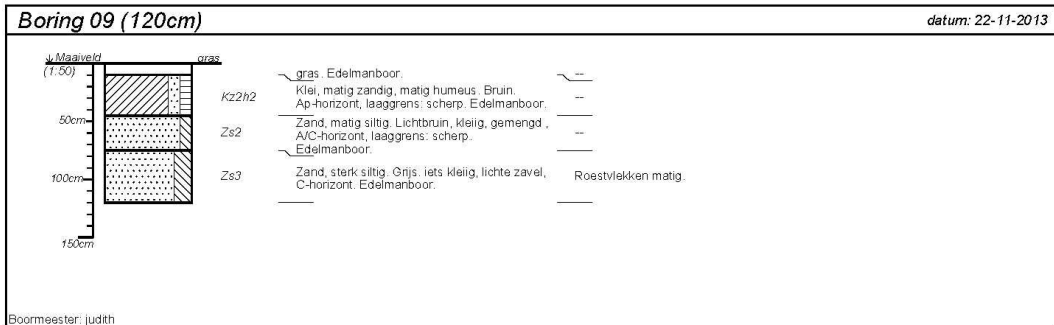 Boring 09 (120cm)
datum: 22-11-2013
Maaiveld
gras
(1:50)
gras. Edelmanboor.
--
Kz2h2
Klei, matig zandig, matig humeus. Bruin.
Ap-horizont, laaggrens: scherp. Edelmanboor.
--
50cm
Zs2
Zand, matig siltig. Lichtbruin, kleiig, gemengd ,
A/C-horizont, laaggrens: scherp.
Edelmanboor.
--
100cm
Zs3
Zand, sterk siltig. Grijs. iets kleiig, lichte zavel,
C-horizont. Edelmanboor.
Roestvlekken matig.
150cm
Boormeester: judith